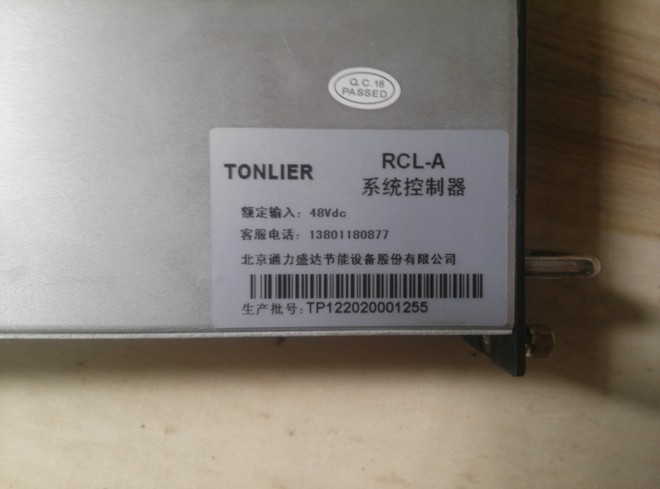 Q.C.16
PASSED
TONLIER
RCL-A
系统控制器
额定输入：48Vdc
客服电话：13801180877
北京通力盛达节能设备股份有限公司
生产批号：TP122020001255